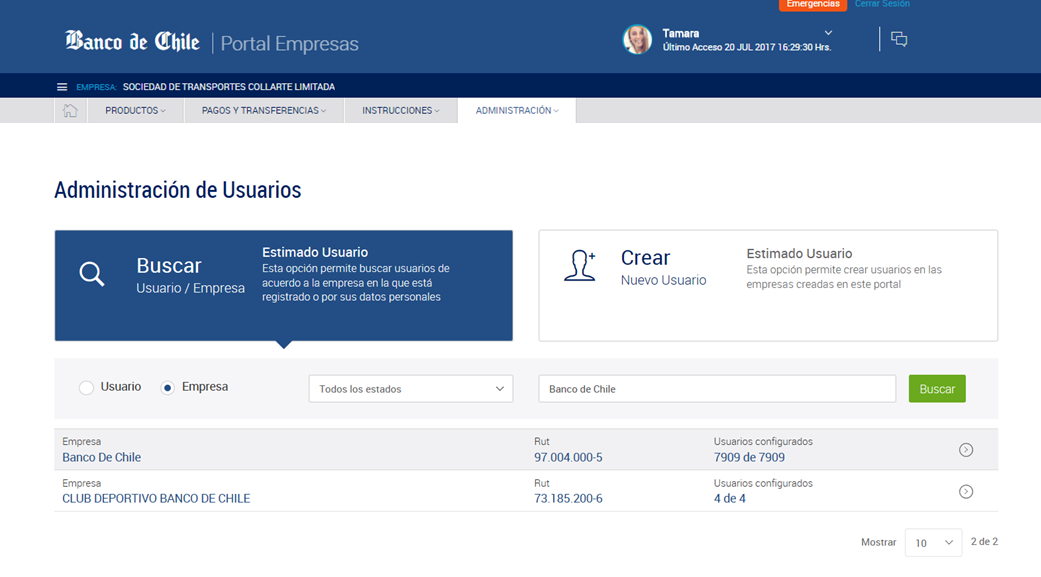 Emergencias
Cerrar Sesión
Banco de Chile
Portal Empresas
Tamara
Último Acceso 20 JUL 2017 16:29:30 Hrs.
EMPRESA: SOCIEDAD DE TRANSPORTES COLLARTE LIMITADA
PRODUCTOS
PAGOS Y TRANSFERENCIAS
INSTRUCCIONES
ADMINISTRACIÓN
Administración de Usuarios
Buscar
Usuario / Empresa
Estimado Usuario
Esta opción permite buscar usuarios de
acuerdo a la empresa en la que está
registrado o por sus datos personales
Crear
Nuevo Usuario
Estimado Usuario
Esta opción permite crear usuarios en las
empresas creadas en este portal
Usuario
Empresa
Todos los estados
Banco de Chile
Buscar
Empresa
Banco De Chile
Rut
97.004.000-5
Usuarios configurados
7909 de 7909
Empresa
CLUB DEPORTIVO BANCO DE CHILE
Rut
73.185.200-6
Usuarios configurados
4 de 4
Mostrar
10
2 de 2